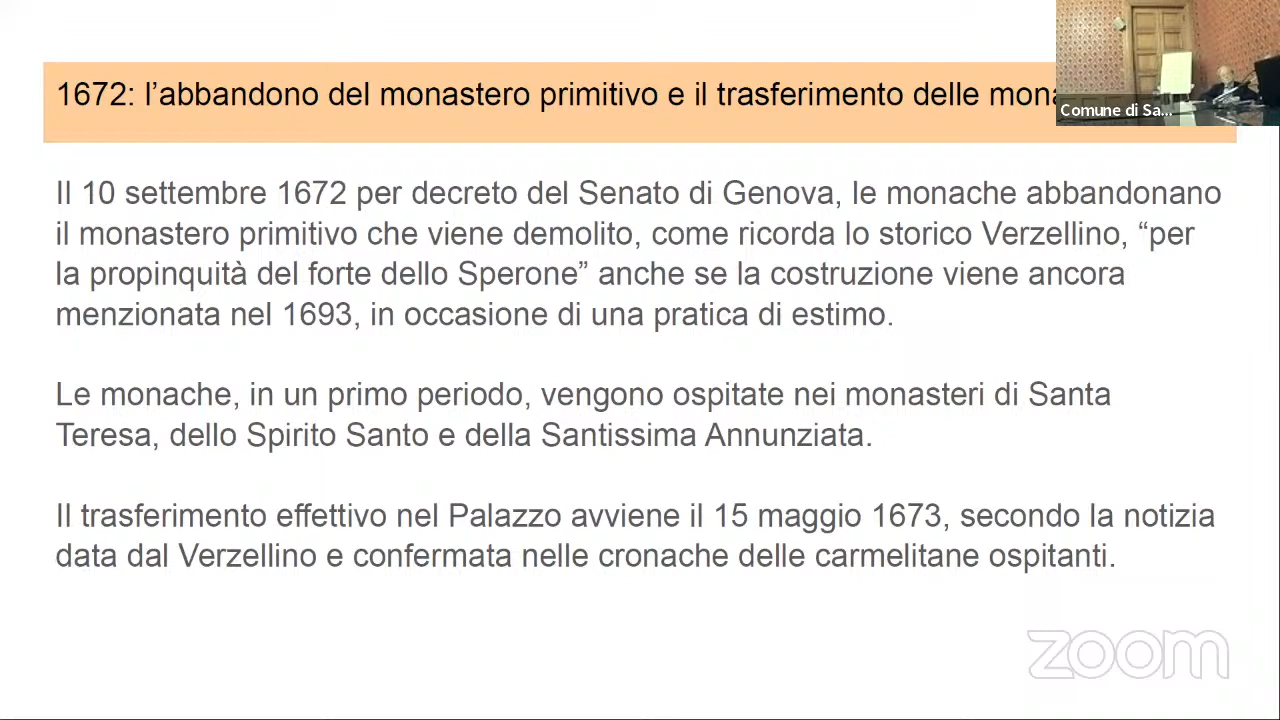 1672: l’abbandono del monastero primitivo e il trasferimento delle
Comune di Sa...
Il 10 settembre 1672 per decreto del Senato di Genova, le monache abbandonano
il monastero primitivo che viene demolito, come ricorda lo storico Verzellino, “per
la propinquità del forte dello Sperone” anche se la costruzione viene ancora
menzionata nel 1693, in occasione di una pratica di estimo.
Le monache, in un primo periodo, vengono ospitate nei monasteri di Santa
Teresa, dello Spirito Santo e della Santissima Annunziata.
Il trasferimento effettivo nel Palazzo avviene il 15 maggio 1673, secondo la notizia
data dal Verzellino e confermata nelle cronache delle carmelitane ospitanti.
zoom